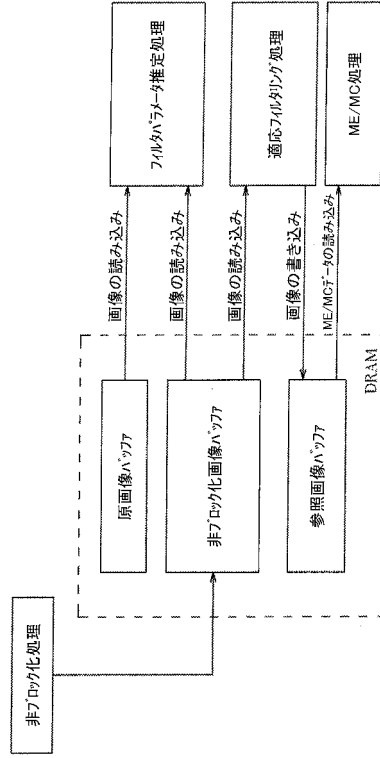 非ブロック化処理
原画像バッファ
非ブロック化画像バッファ
参照画像バッファ
DRAM
画像の読み込み
画像の読み込み
画像の読み込み
画像の書き込み
ME/MCデータの読み込み
フィルタパラメータ推定処理
適応フィルタリング処理
ME/MC処理